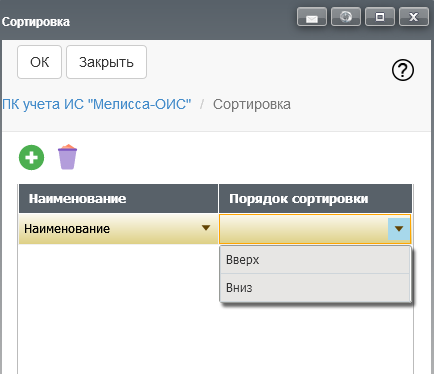 Сортировка
ОК Закрыть
ПК учета ИС "Мелисса-ОИС" / Сортировка
Наименование Порядок сортировки
Наименование
Вверх
Вниз